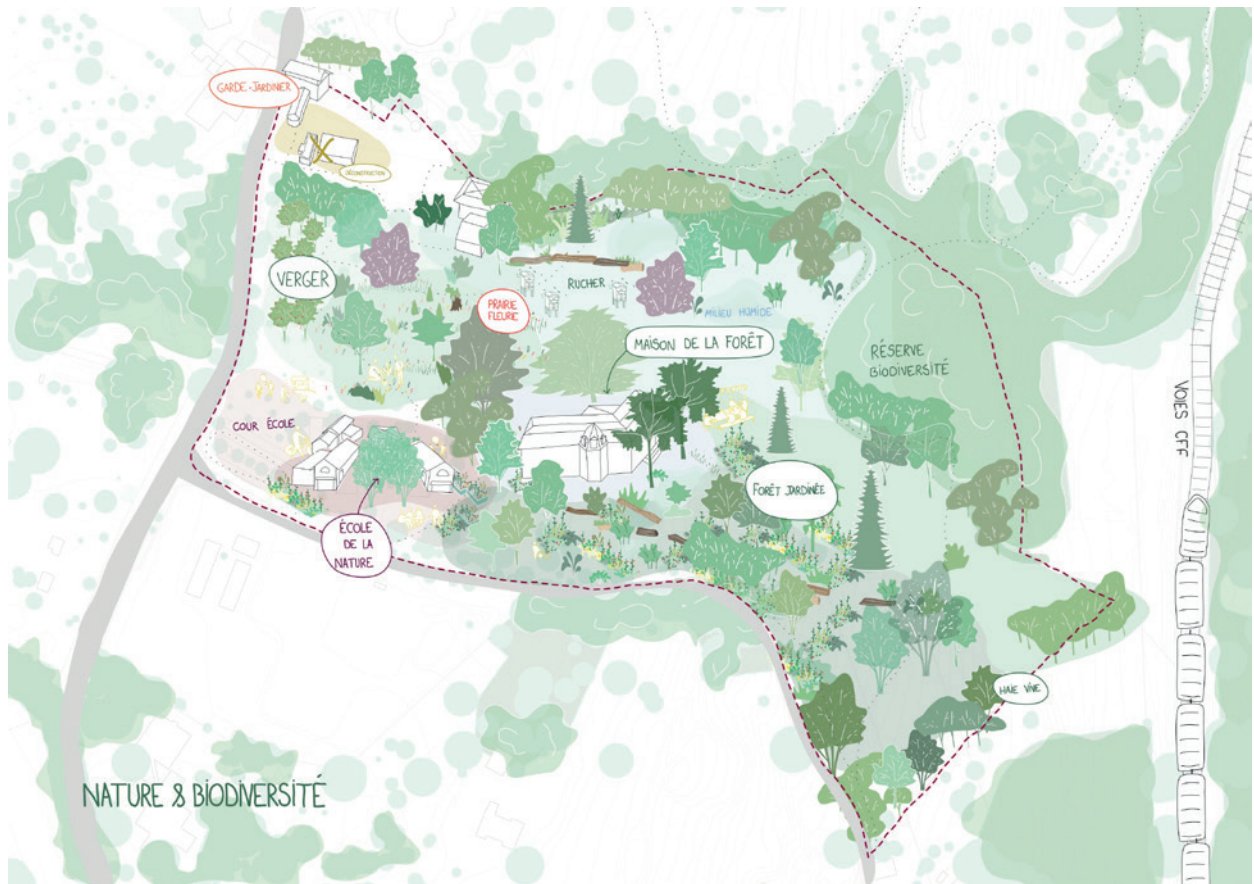 GARDE-JARDINIER
DÉCONSTRUCTION
VERGER
PRAIRIE
FLEURIE
RUCHER
MILIEU HUMIDE
MAISON DE LA FORÊT
RÉSERVE
BIODIVERSITÉ
VOIES CFF
COUR ÉCOLE
FORÊT JARDINÉE
ÉCOLE
DE LA
NATURE
HAIE VIVE
NATURE & BIODIVERSITÉ